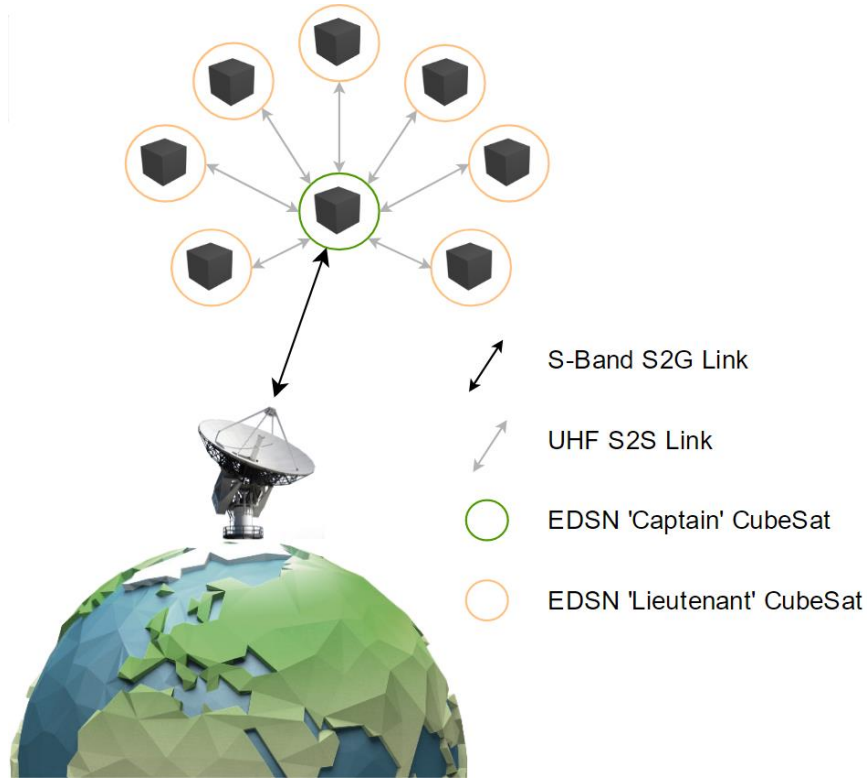 S-Band S2G Link
UHF S2S Link
EDSN 'Captain' CubeSat
EDSN 'Lieutenant' CubeSat